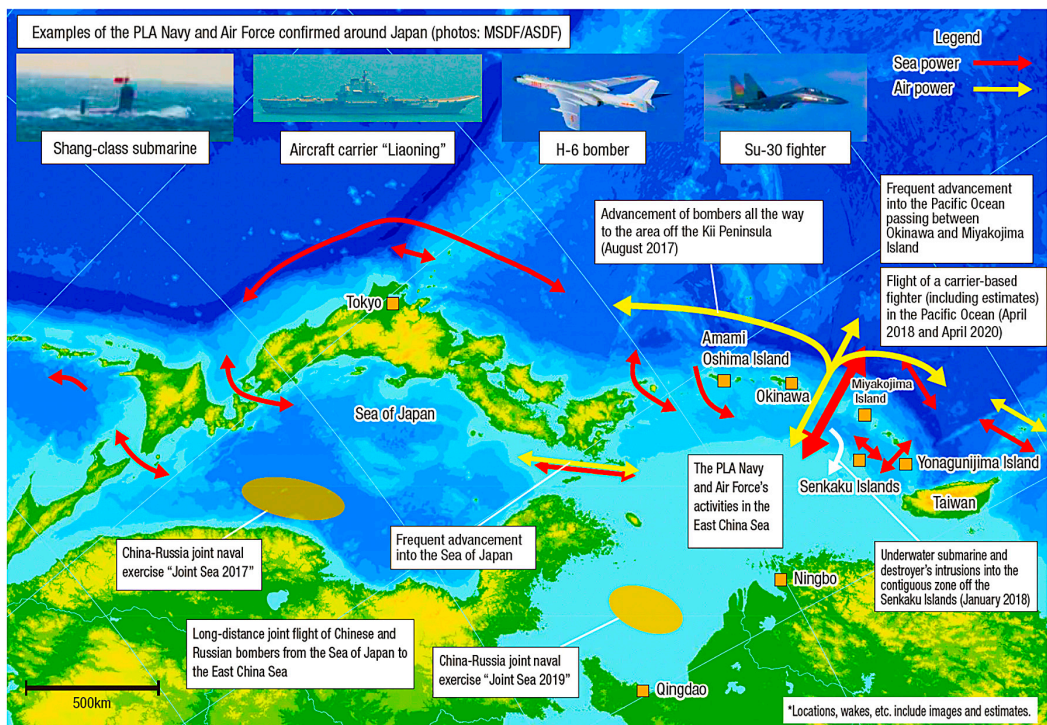 Examples of the PLA Navy and Air Force confirmed around Japan (photos: MSDF/ASDF)
Legend
Sea power
Air power
Shang-class submarine
Aircraft carrier “Liaoning”
H-6 bomber
Su-30 fighter
Advancement of bombers all the way
to the area off the Kii Peninsula
(August 2017)
Frequent advancement
into the Pacific Ocean
passing between
Okinawa and Miyakojima
Island
Flight of a carrier-based
fighter (including estimates)
in the Pacific Ocean (April
2018 and April 2020)
Tokyo
Amami
Oshima Island
Okinawa
Miyakojima
Island
Sea of Japan
Senkaku Islands
Yonagunijima Island
Taiwan
The PLA Navy
and Air Force’s
activities in the
East China Sea
Frequent advancement
into the Sea of Japan
China-Russia joint naval
exercise “Joint Sea 2017”
Underwater submarine and
destroyer’s intrusions into the
contiguous zone off the
Senkaku Islands (January 2018)
Ningbo
Long-distance joint flight of Chinese and
Russian bombers from the Sea of Japan to
the East China Sea
China-Russia joint naval
exercise “Joint Sea 2019”
Qingdao
500km
*Locations, wakes, etc. include images and estimates.